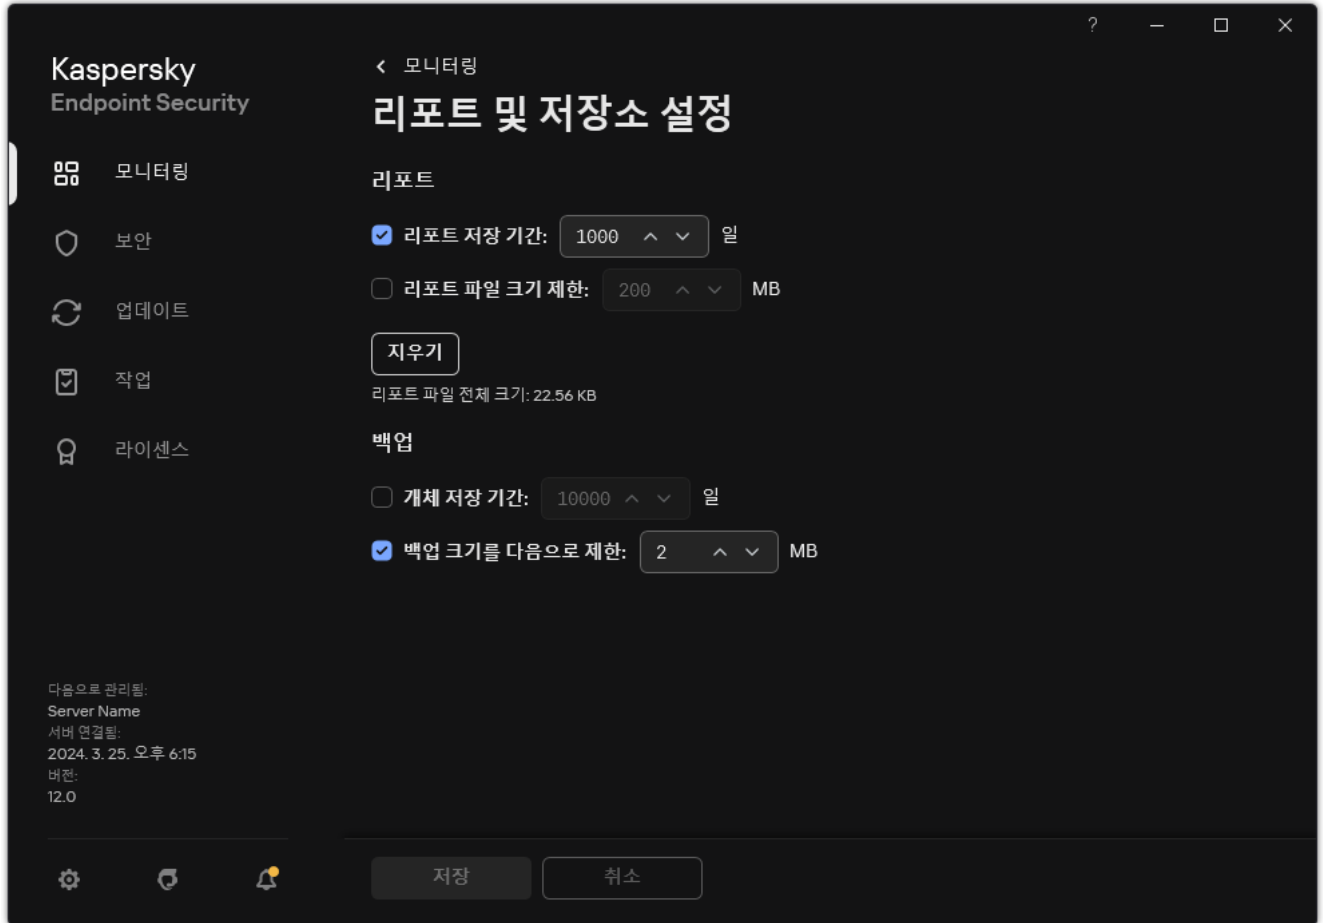 ?
Kaspersky
Endpoint Security
모니터링
보안
업데이트
작업
라이센스
다음으로 관리됨:
Server Name
서버 연결됨:
2024. 3. 25. 오후 6:15
버전:
12.0
모니터링
리포트 및 저장소 설정
리포트
리포트 저장 기간: 1000 일
리포트 파일 크기 제한: 200 MB
지우기
리포트 파일 전체 크기: 22.56 KB
백업
개체 저장 기간: 10000 일
백업 크기를 다음으로 제한: 2 MB
저장 취소